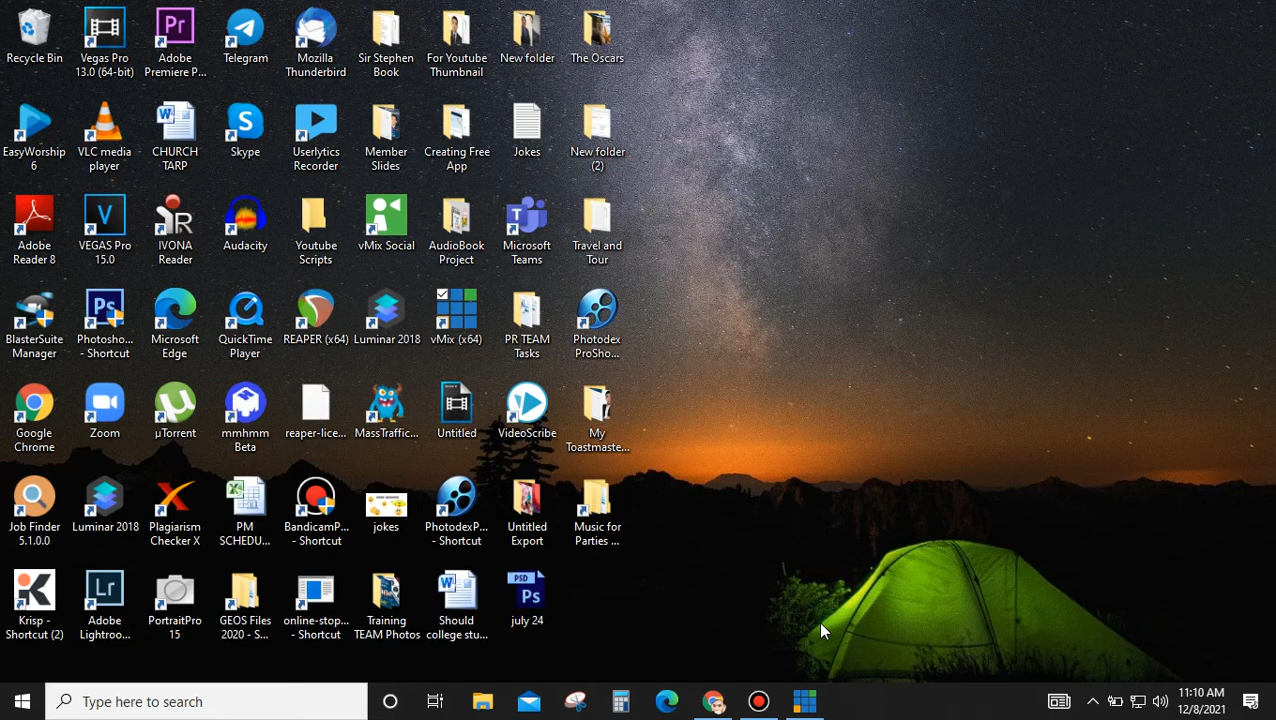 Recycle Bin
Vegas Pro
13.0 (64-bit)
Pr
Adobe
Premiere P...
Telegram
Mozilla
Thunderbird
Sir Stephen
Book
For Youtube
Thumbnail
New folder
The Oscars
EasyWorship
6
VLC media
player
W
CHURCH
TARP
S
Skype
Userlytics
Recorder
Member
Slides
Creating Free
App
Jokes
New folder
(2)
Adobe
Reader 8
V
VEGAS Pro
15.0
R
IVONA
Reader
Audacity
Youtube
Scripts
vMix Social
AudioBook
Project
T
Microsoft
Teams
Travel and
Tour
BlasterSuite
Manager
Ps
Photosho...
- Shortcut
Microsoft
Edge
QuickTime
Player
REAPER (x64)
Luminar 2018
vMix (x64)
PR TEAM
Tasks
Photodex
ProSho...
Google
Chrome
Zoom
µTorrent
mmhmm
Beta
reaper-lice...
MassTraffic...
Untitled
VideoScribe
My
Toastmaste...
Job Finder
5.1.0.0
Luminar 2018
Plagiarism
Checker X
PM
SCHEDU...
BandicamP...
- Shortcut
jokes
PhotodexP...
- Shortcut
Untitled
Export
Music for
Parties ...
Krisp -
Shortcut (2)
Lr
Adobe
Lightroo...
PortraitPro
15
GEOS Files
2020 - S...
online-stop...
- Shortcut
Training
TEAM Photos
W
Should
college stu...
PSD
Ps
july 24
Type here to search
11:10 AM
12/8/2021